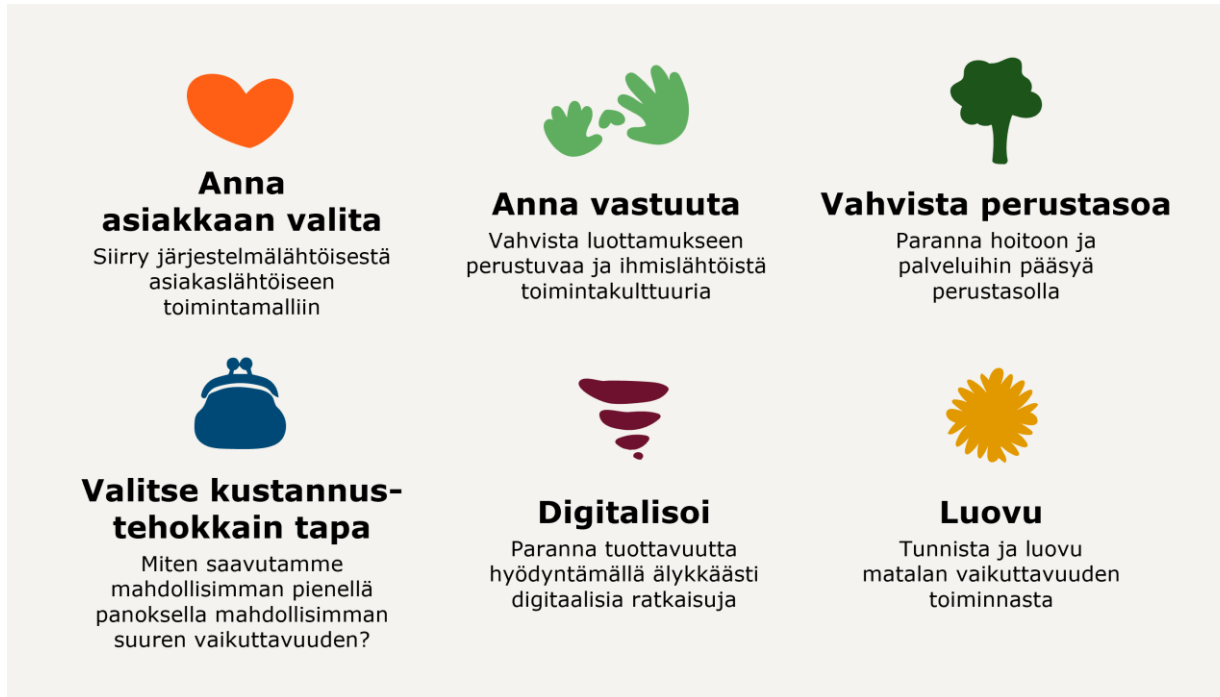 Anna
asiakkaan valita
Siirry järjestelmälähtöisestä
asiakaslähtöiseen
toimintamalliin
Anna vastuuta
Vahvista luottamukseen
perustuvaa ja ihmislähtöistä
toimintakulttuuria
Vahvista perustasoa
Paranna hoitoon ja
palveluihin pääsyä
perustasolla
Valitse kustannus-
tehokkain tapa
Miten saavutamme
mahdollisimman pienellä
panoksella mahdollisimman
suuren vaikuttavuuden?
Digitalisoi
Paranna tuottavuutta
hyödyntämällä älykkäästi
digitaalisia ratkaisuja
Luovu
Tunnista ja luovu
matalan vaikuttavuuden
toiminnasta